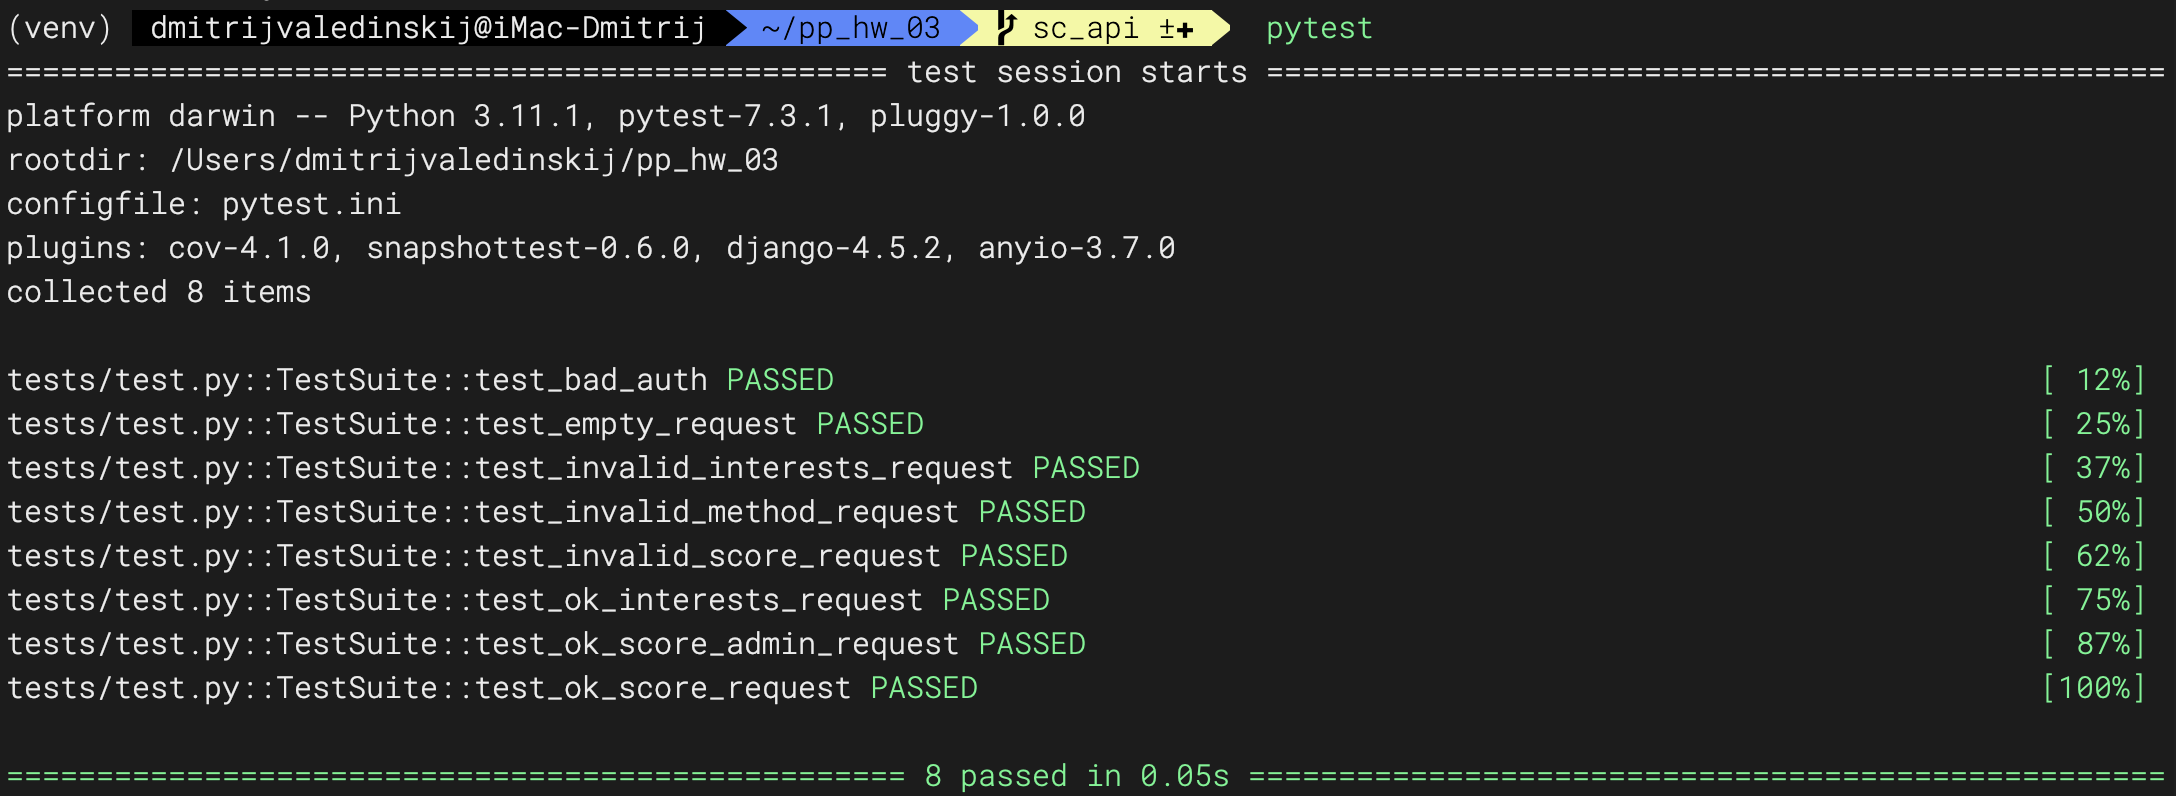 (venv) dmitrijvaledinskij@iMac-Dmitrij ~/pp_hw_03 sc_api ±✚ pytest
================================================= test session starts ==================================================
platform darwin -- Python 3.11.1, pytest-7.3.1, pluggy-1.0.0
rootdir: /Users/dmitrijvaledinskij/pp_hw_03
configfile: pytest.ini
plugins: cov-4.1.0, snapshottest-0.6.0, django-4.5.2, anyio-3.7.0
collected 8 items
tests/test.py::TestSuite::test_bad_auth PASSED [ 12%]
tests/test.py::TestSuite::test_empty_request PASSED [ 25%]
tests/test.py::TestSuite::test_invalid_interests_request PASSED [ 37%]
tests/test.py::TestSuite::test_invalid_method_request PASSED [ 50%]
tests/test.py::TestSuite::test_invalid_score_request PASSED [ 62%]
tests/test.py::TestSuite::test_ok_interests_request PASSED [ 75%]
tests/test.py::TestSuite::test_ok_score_admin_request PASSED [ 87%]
tests/test.py::TestSuite::test_ok_score_request PASSED [100%]
================================================== 8 passed in 0.05s ===================================================